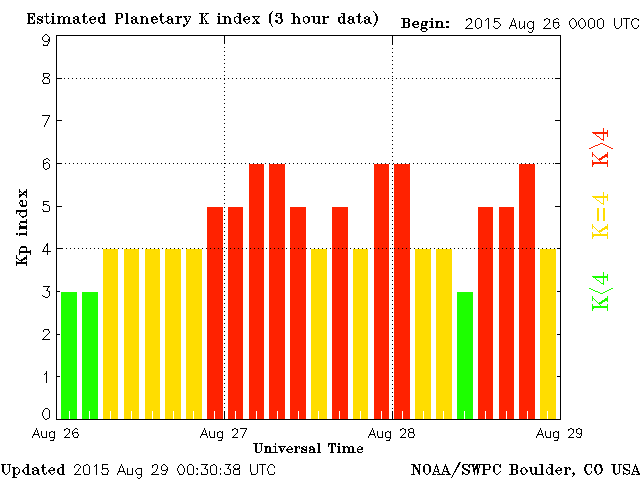 Estimated Planetary K index (3 hour data) Begin: 2015 Aug 26 0000 UTC
9
8
7
6
5
4
3
2
1
0
Kp index
K>4
K=4
K<4
Aug 26 Aug 27 Aug 28 Aug 29
Universal Time
Updated 2015 Aug 29 00:30:38 UTC NOAA/SWPC Boulder, CO USA